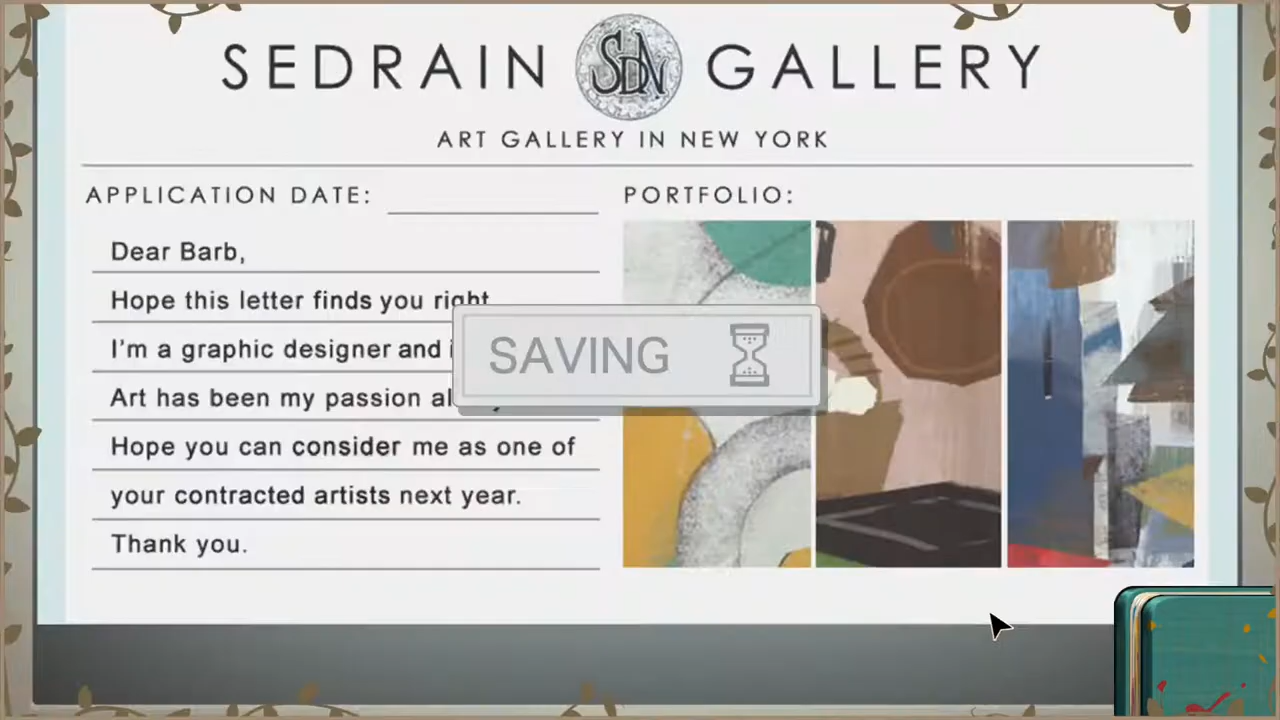 SEDRAIN SDN GALLERY
ART GALLERY IN NEW YORK
APPLICATION DATE:
PORTFOLIO:
Dear Barb,
Hope this letter finds you right
I'm a graphic designer and
Art has been my passion
Hope you can consider me as one of
your contracted artists next year.
Thank you.
SAVING